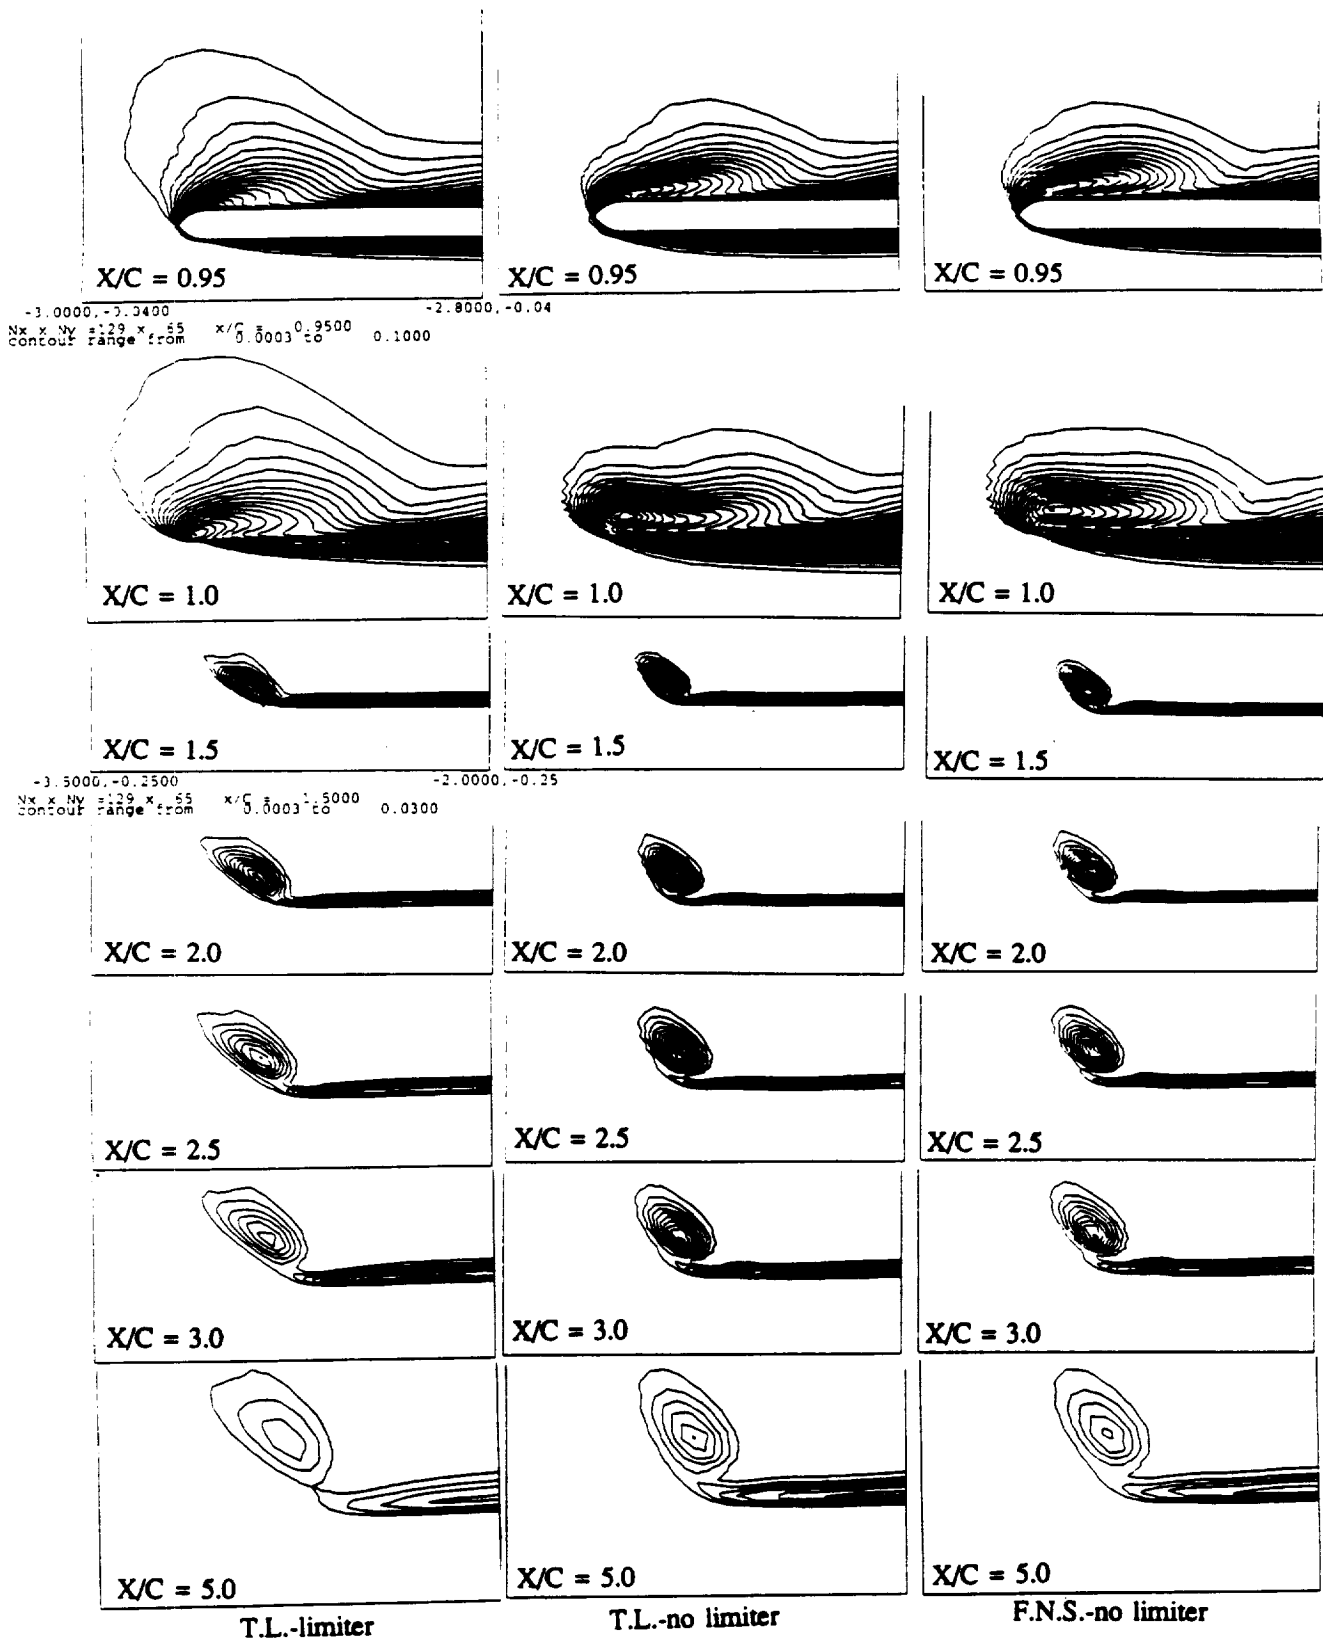 X/C = 0.95
X/C = 0.95
X/C = 0.95
-3.0000,-0.0400
-2.8000,-0.04
Nx x Ny =129 x 65 x/C = 0.9500
contour range from 0.0003 to 0.1000
X/C = 1.0
X/C = 1.0
X/C = 1.0
X/C = 1.5
X/C = 1.5
X/C = 1.5
-3.5000,-0.2500
-2.0000,-0.25
Nx x Ny =129 x 65 x/C = 1.5000
contour range from 0.0003 to 0.0300
X/C = 2.0
X/C = 2.0
X/C = 2.0
X/C = 2.5
X/C = 2.5
X/C = 2.5
X/C = 3.0
X/C = 3.0
X/C = 3.0
X/C = 5.0
X/C = 5.0
X/C = 5.0
T.L.-limiter
T.L.-no limiter
F.N.S.-no limiter